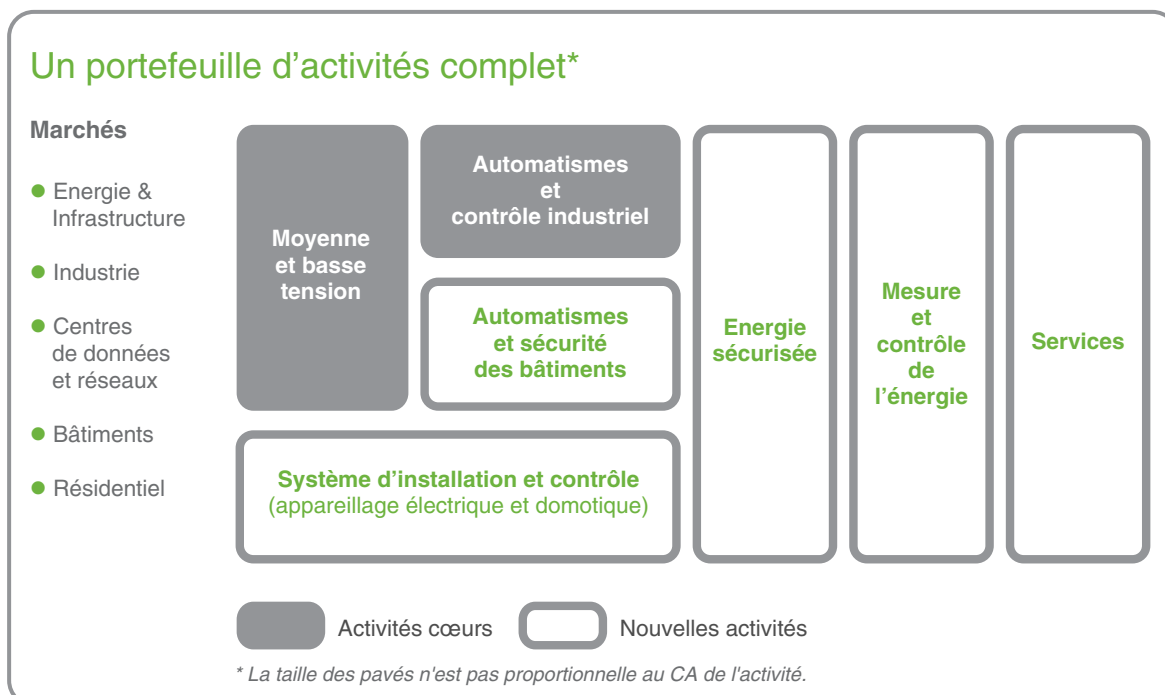 Un portefeuille d'activités complet*
Marchés
● Energie &
Infrastructure
● Industrie
● Centres
de données
et réseaux
● Bâtiments
● Résidentiel
Moyenne
et basse
tension
Automatismes
et
contrôle industriel
Automatismes
et sécurité
des bâtiments
Système d'installation et contrôle
(appareillage électrique et domotique)
Energie
sécurisée
Mesure
et
contrôle
de
l'énergie
Services
Activités cœurs
Nouvelles activités
* La taille des pavés n'est pas proportionnelle au CA de l'activité.